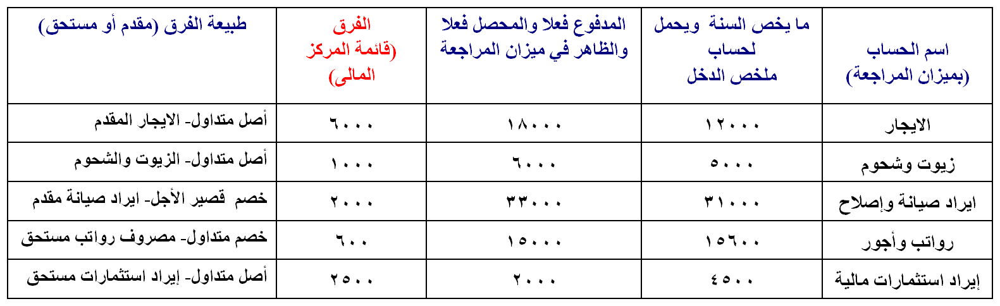 اسم الحساب
(بميزان المراجعة)
ما يخص السنة ويحمل
لحساب
ملخص الدخل
المدفوع فعلا والمحصل فعلا
والظاهر في ميزان المراجعة
الفرق
(قائمة المركز
المالى)
طبيعة الفرق (مقدم أو مستحق)
الايجار
١٢٠٠٠
١٨٠٠٠
٦٠٠٠
أصل متداول- الايجار المقدم
زيوت وشحوم
٥٠٠٠
٦٠٠٠
١٠٠٠
أصل متداول- الزيوت والشحوم
ايراد صيانة وإصلاح
٣١٠٠٠
٣٣٠٠٠
٢٠٠٠
خصم قصير الأجل- ايراد صيانة مقدم
رواتب وأجور
١٥٦٠٠
١٥٠٠٠
٦٠٠
خصم متداول- مصروف رواتب مستحق
إيراد استثمارات مالية
٤٥٠٠
٢٠٠٠
٢٥٠٠
أصل متداول- إيراد استثمارات مستحق